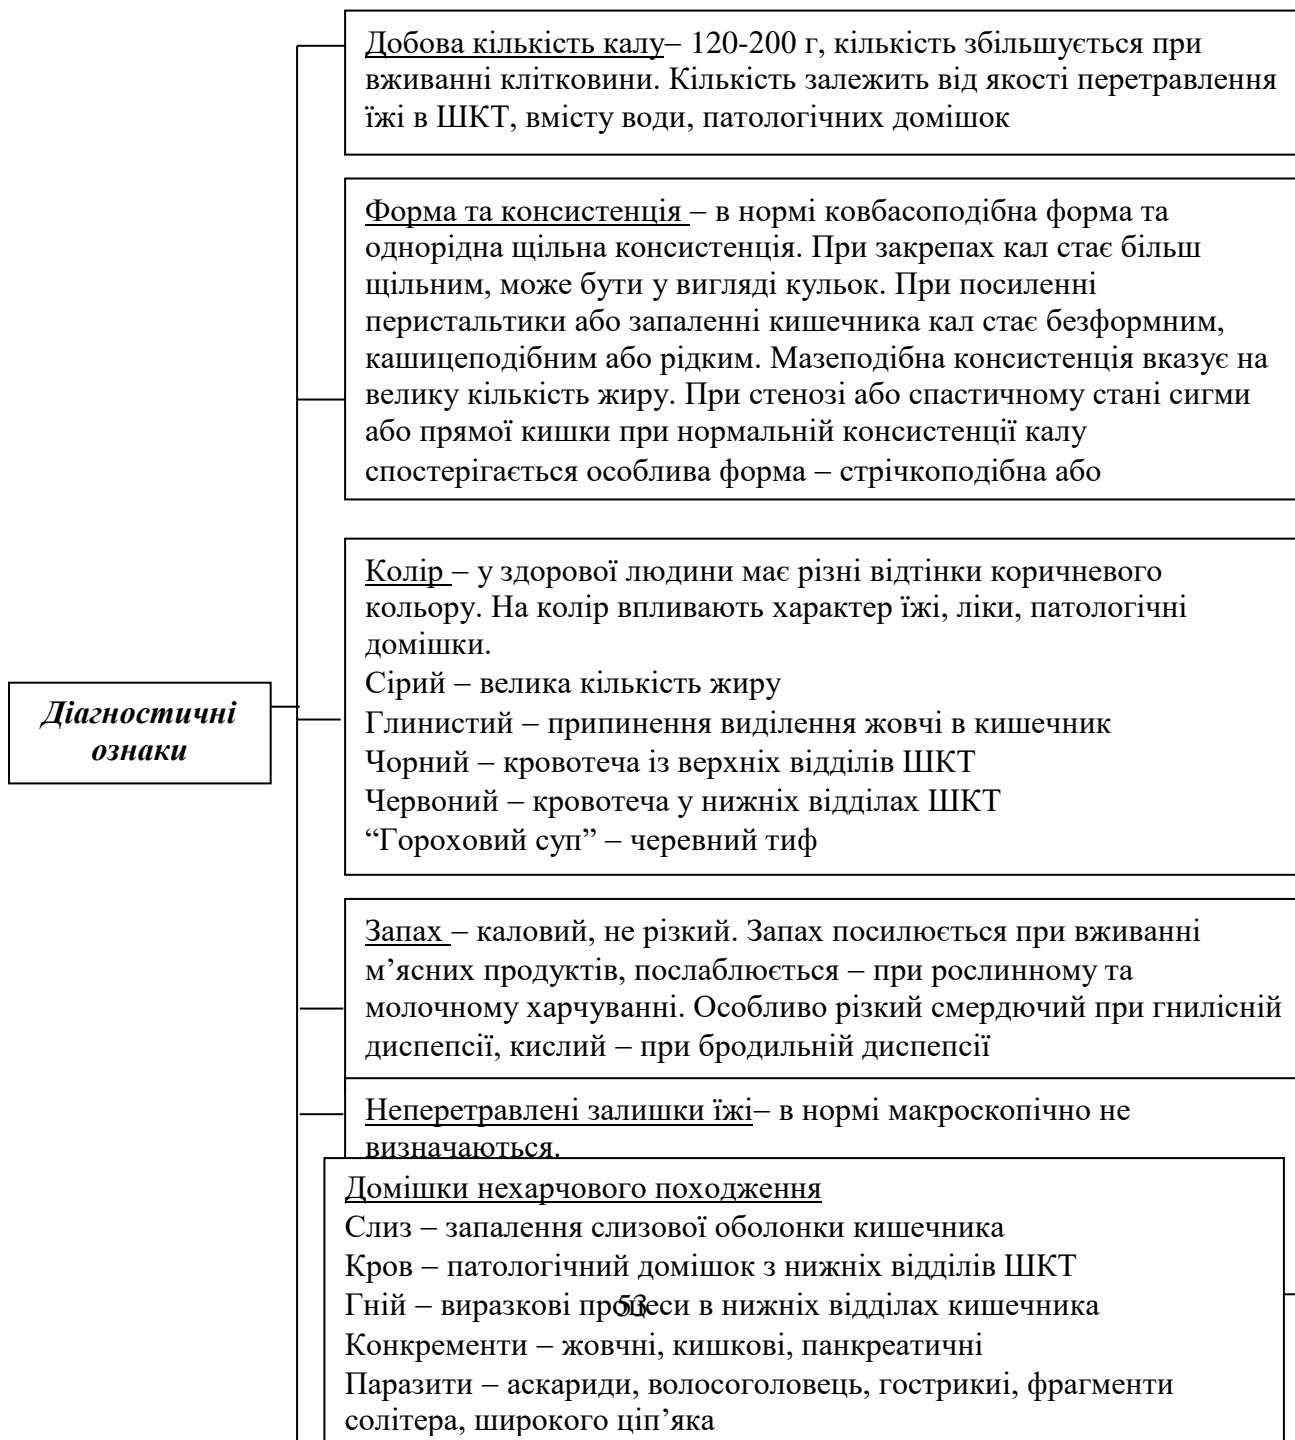 Добова кількість калу– 120-200 г, кількість збільшується при
вживанні клітковини. Кількість залежить від якості перетравлення
їжі в ШКТ, вмісту води, патологічних домішок
Форма та консистенція – в нормі ковбасоподібна форма та
однорідна щільна консистенція. При закрепах кал стає більш
щільним, може бути у вигляді кульок. При посиленні
перистальтики або запаленні кишечника кал стає безформним,
кашицеподібним або рідким. Мазеподібна консистенція вказує на
велику кількість жиру. При стенозі або спастичному стані сигми
або прямої кишки при нормальній консистенції калу
спостерігається особлива форма – стрічкоподібна або
Колір – у здорової людини має різні відтінки коричневого
кольору. На колір впливають характер їжі, ліки, патологічні
домішки.
Сірий – велика кількість жиру
Глинистий – припинення виділення жовчі в кишечник
Чорний – кровотеча із верхніх відділів ШКТ
Червоний – кровотеча у нижніх відділах ШКТ
“Гороховий суп” – черевний тиф
Діагностичні
ознаки
Запах – каловий, не різкий. Запах посилюється при вживанні
м’ясних продуктів, послаблюється – при рослинному та
молочному харчуванні. Особливо різкий смердючий при гнилісній
диспепсії, кислий – при бродильній диспепсії
Неперетравлені залишки їжі– в нормі макроскопічно не
визначаються.
Домішки нехарчового походження
Слиз – запалення слизової оболонки кишечника
Кров – патологічний домішок з нижніх відділів ШКТ
Гній – виразкові процеси в нижніх відділах кишечника
53
Конкременти – жовчні, кишкові, панкреатичні
Паразити – аскариди, волосоголовець, гострикиі, фрагменти
солітера, широкого ціп’яка